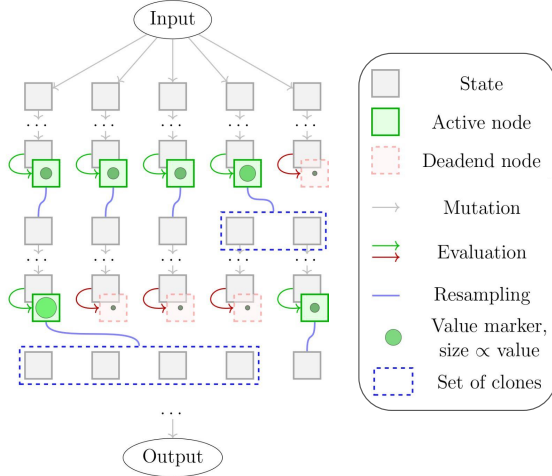 Input
State
... ... ... ... ...
Active node
Deadend node
Mutation
... ... ... ... ...
Evaluation
Resampling
Value marker,
size ∝ value
Set of clones
...
Output